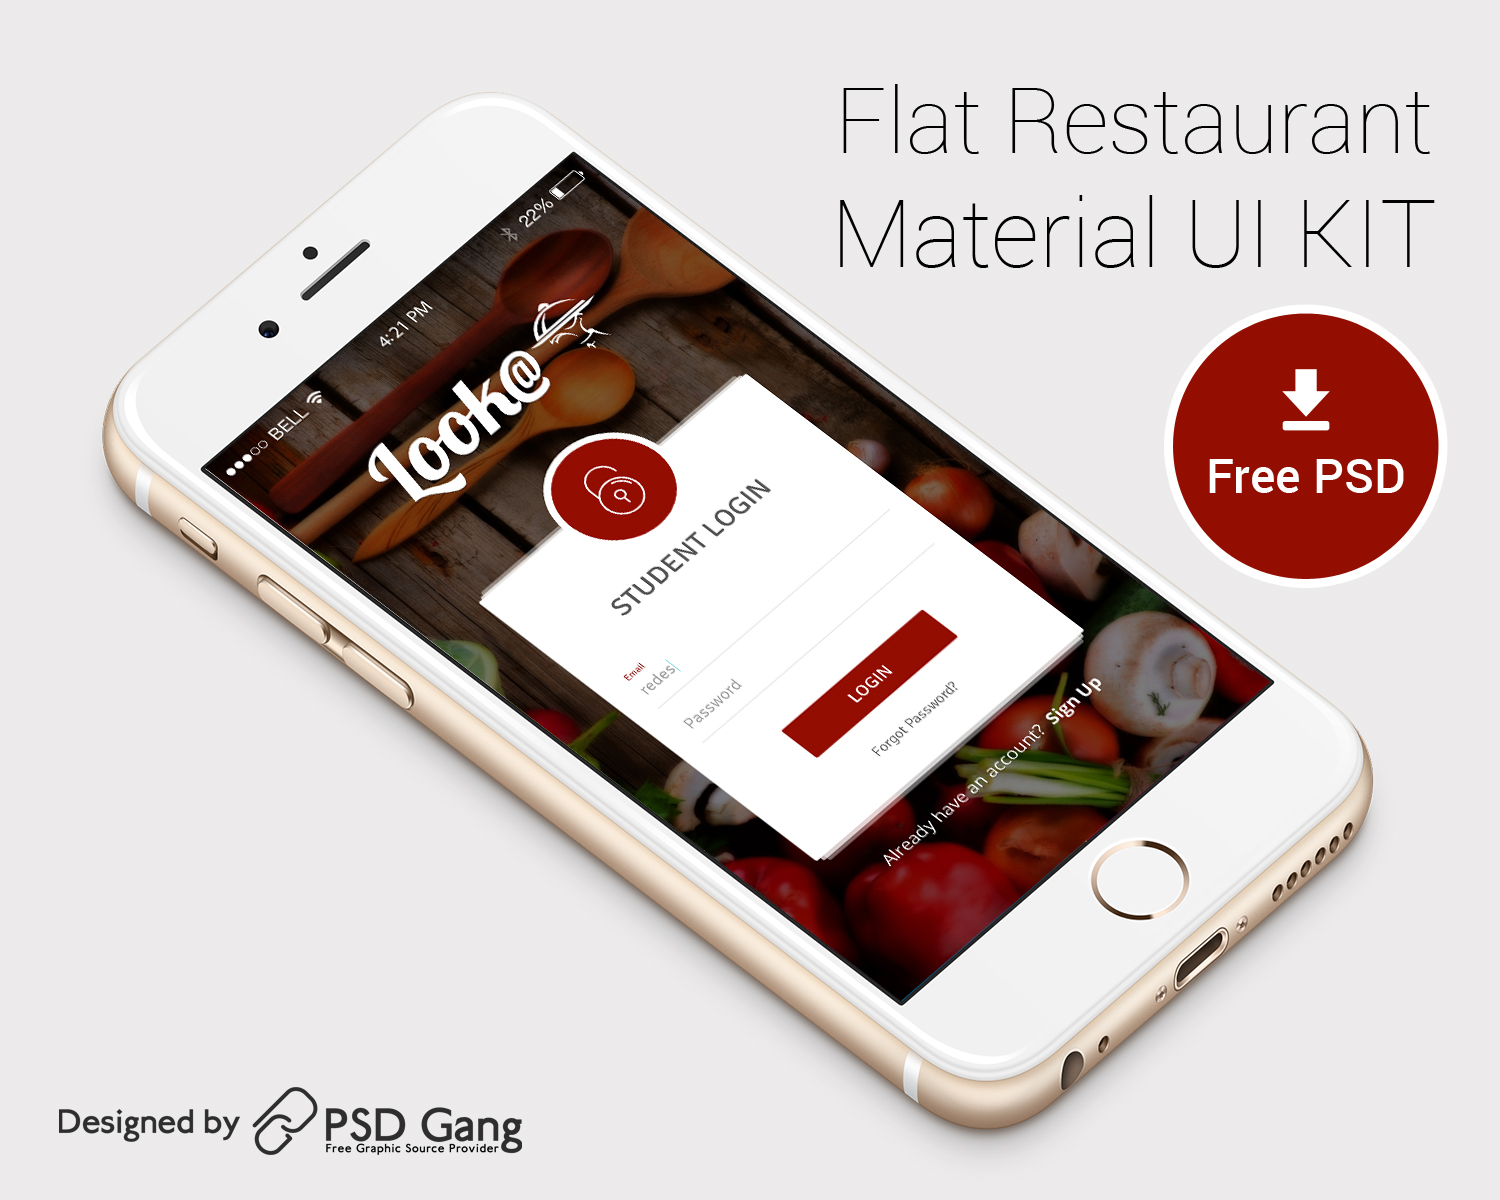 Flat Restaurant
Material UI KIT
Free PSD
BELL
4:21 PM
22%
Look@
STUDENT LOGIN
Email
redes
Password
LOGIN
Forgot Password?
Already have an account? Sign Up
Designed by PSD Gang
Free Graphic Source Provider